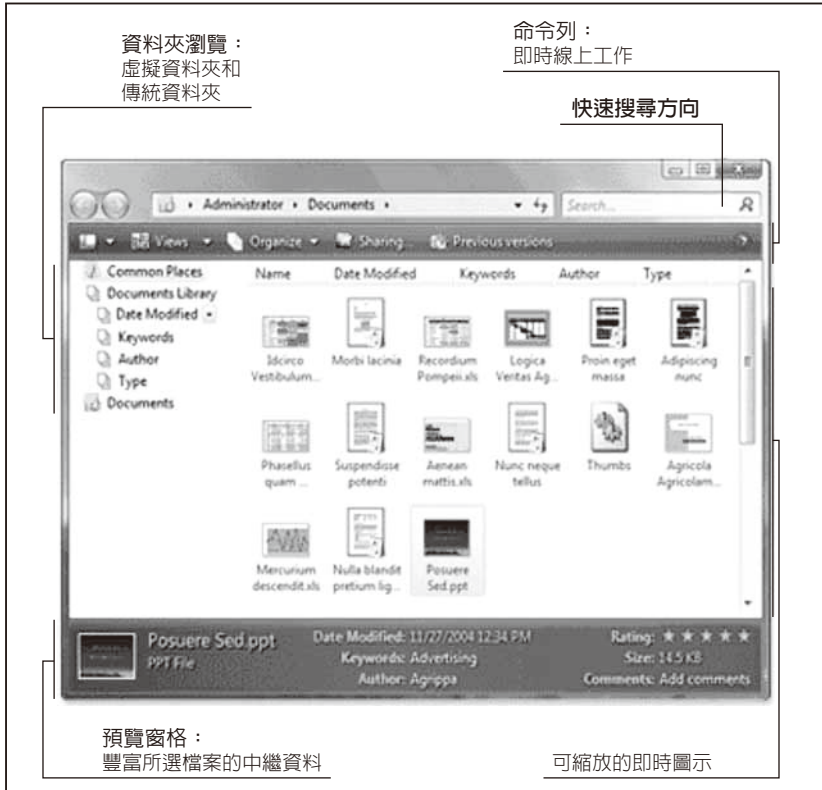 資料夾瀏覽：
虛擬資料夾和
傳統資料夾
命令列：
即時線上工作
快速搜尋方向
Administrator Documents
Search...
Views Organize Sharing... Previous versions
Common Places
Documents Library
Date Modified
Keywords
Author
Type
Documents
Name Date Modified Keywords Author Type
Idcirco Vestibulum...
Morbi lacinia
Recordium Pompeii.xls
Logica Veritas Ag...
Proin eget massa
Adipiscing nunc
Phasellus quam ...
Suspendisse potenti
Aenean mattis.xls
Nunc neque tellus
Thumbs
Agricola Agricolam...
Mercurium descendit.xls
Nulla blandit pretium lig...
Posuere Sed.ppt
Posuere Sed.ppt
PPT File
Date Modified: 11/27/2004 12:34 PM
Keywords: Advertising
Author: Agrippa
Rating: ★ ★ ★ ★ ★
Size: 14.5 KB
Comments: Add comments
預覽窗格：
豐富所選檔案的中繼資料
可縮放的即時圖示